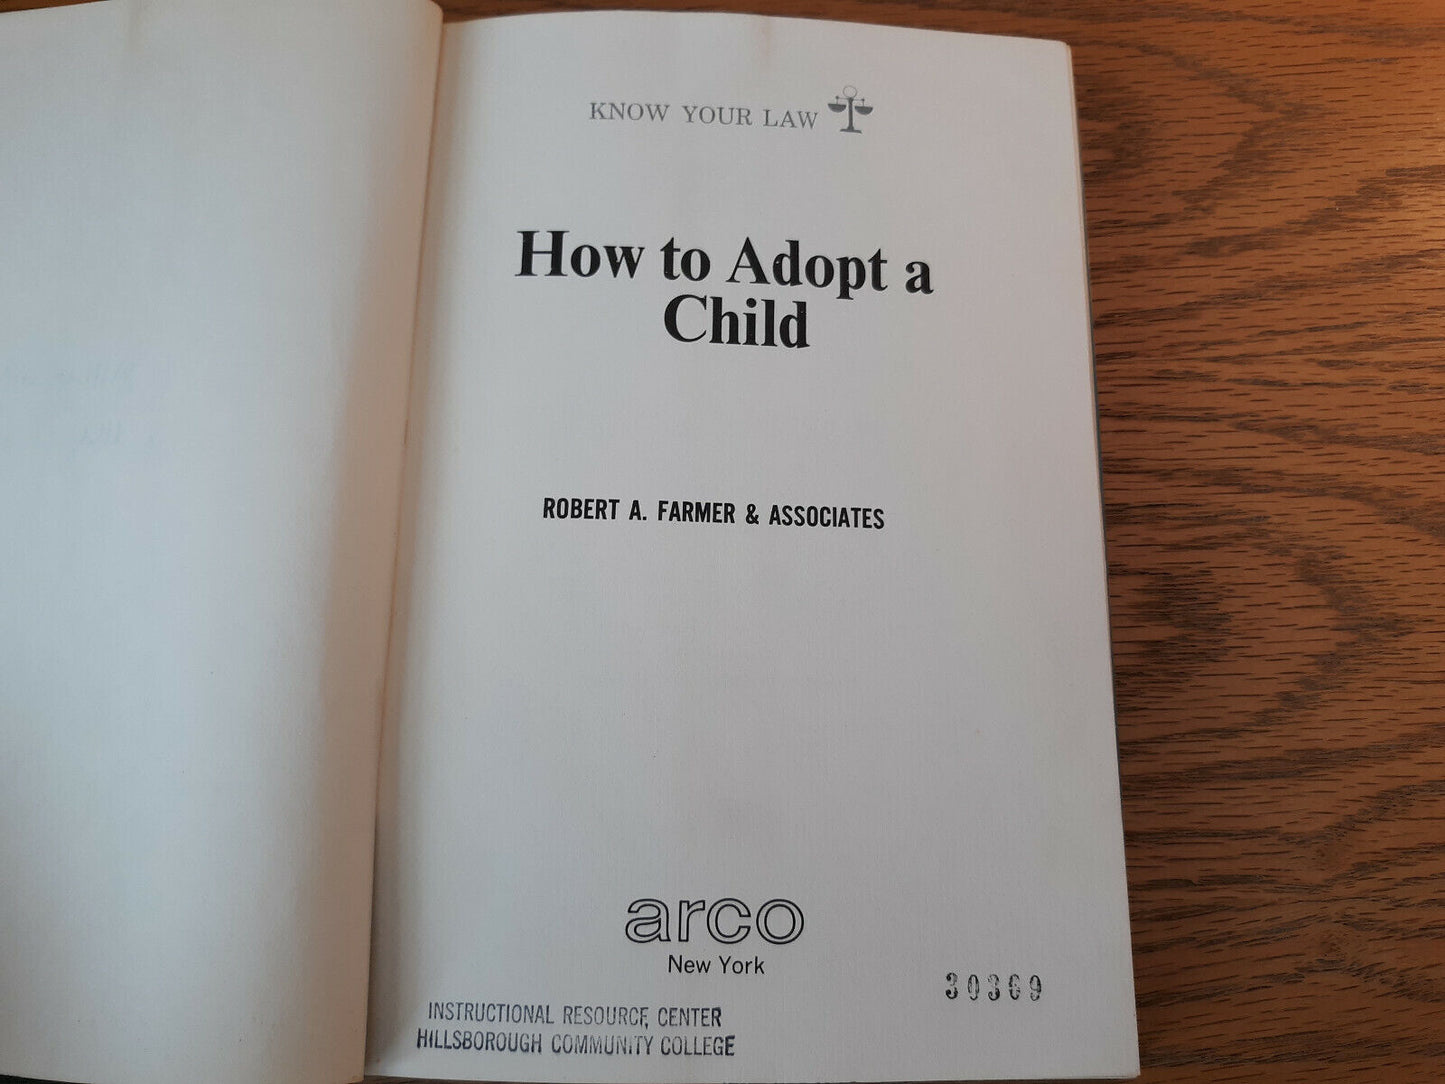 KNOW YOUR LAW
How to Adopt a
Child
ROBERT A. FARMER & ASSOCIATES
arco
New York
30369
INSTRUCTIONAL RESOURCE CENTER
HILLSBOROUGH COMMUNITY COLLEGE